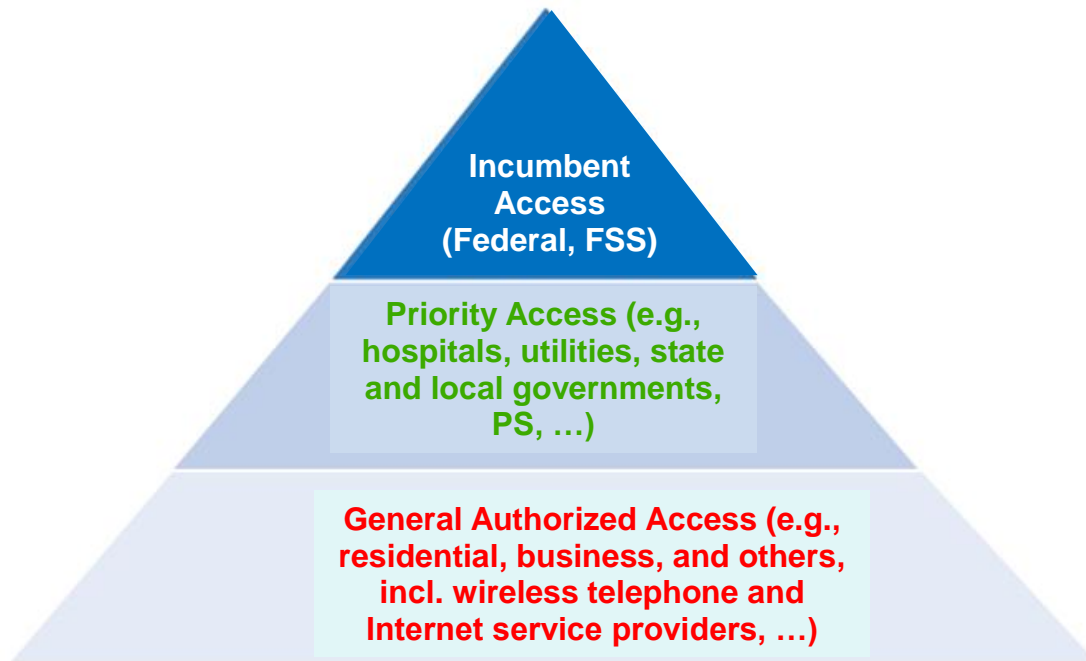 Incumbent
Access
(Federal, FSS)
Priority Access (e.g.,
hospitals, utilities, state
and local governments,
PS, …)
General Authorized Access (e.g.,
residential, business, and others,
incl. wireless telephone and
Internet service providers, …)